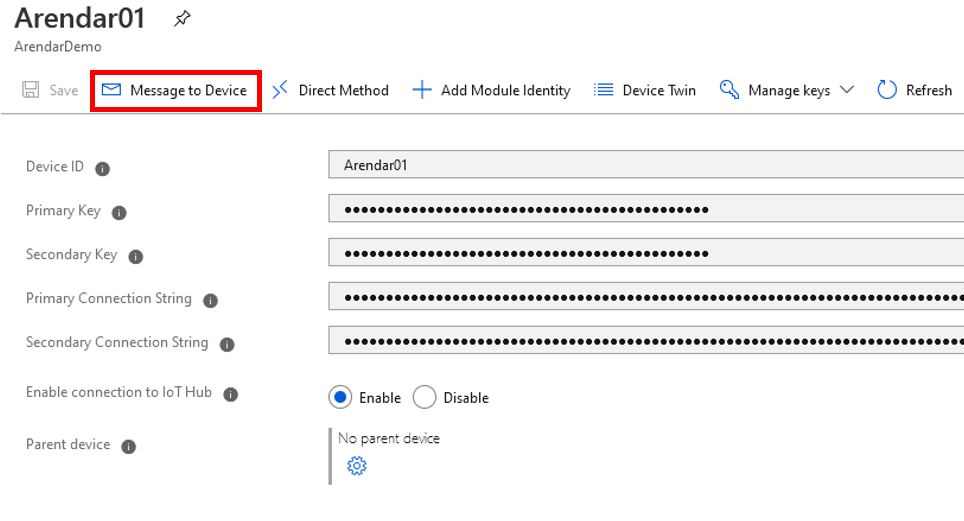 Arendar01
ArendarDemo
Save Message to Device Direct Method Add Module Identity Device Twin Manage keys Refresh
Device ID Arendar01
Primary Key ••••••••••••••••••••••••••••••••••••••••••••
Secondary Key ••••••••••••••••••••••••••••••••••••••••••••
Primary Connection String
Secondary Connection String
Enable connection to IoT Hub Enable Disable
Parent device No parent device